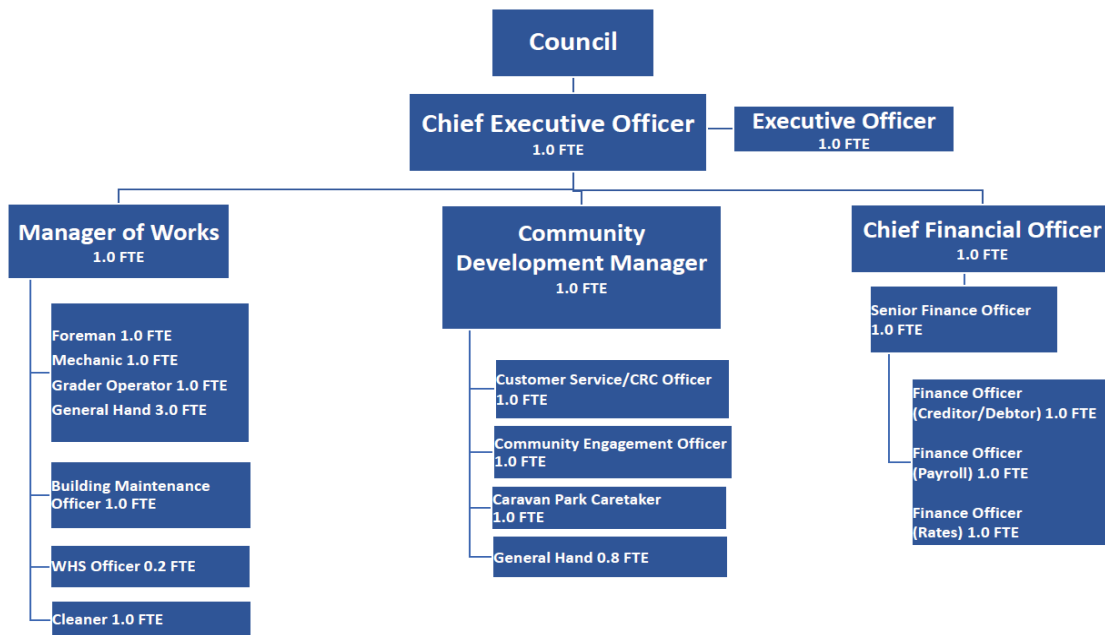 Council
Chief Executive Officer
1.0 FTE
Executive Officer
1.0 FTE
Manager of Works
1.0 FTE
Foreman 1.0 FTE
Mechanic 1.0 FTE
Grader Operator 1.0 FTE
General Hand 3.0 FTE
Building Maintenance
Officer 1.0 FTE
WHS Officer 0.2 FTE
Cleaner 1.0 FTE
Community
Development Manager
1.0 FTE
Customer Service/CRC Officer
1.0 FTE
Community Engagement Officer
1.0 FTE
Caravan Park Caretaker
1.0 FTE
General Hand 0.8 FTE
Chief Financial Officer
1.0 FTE
Senior Finance Officer
1.0 FTE
Finance Officer
(Creditor/Debtor) 1.0 FTE
Finance Officer
(Payroll) 1.0 FTE
Finance Officer
(Rates) 1.0 FTE